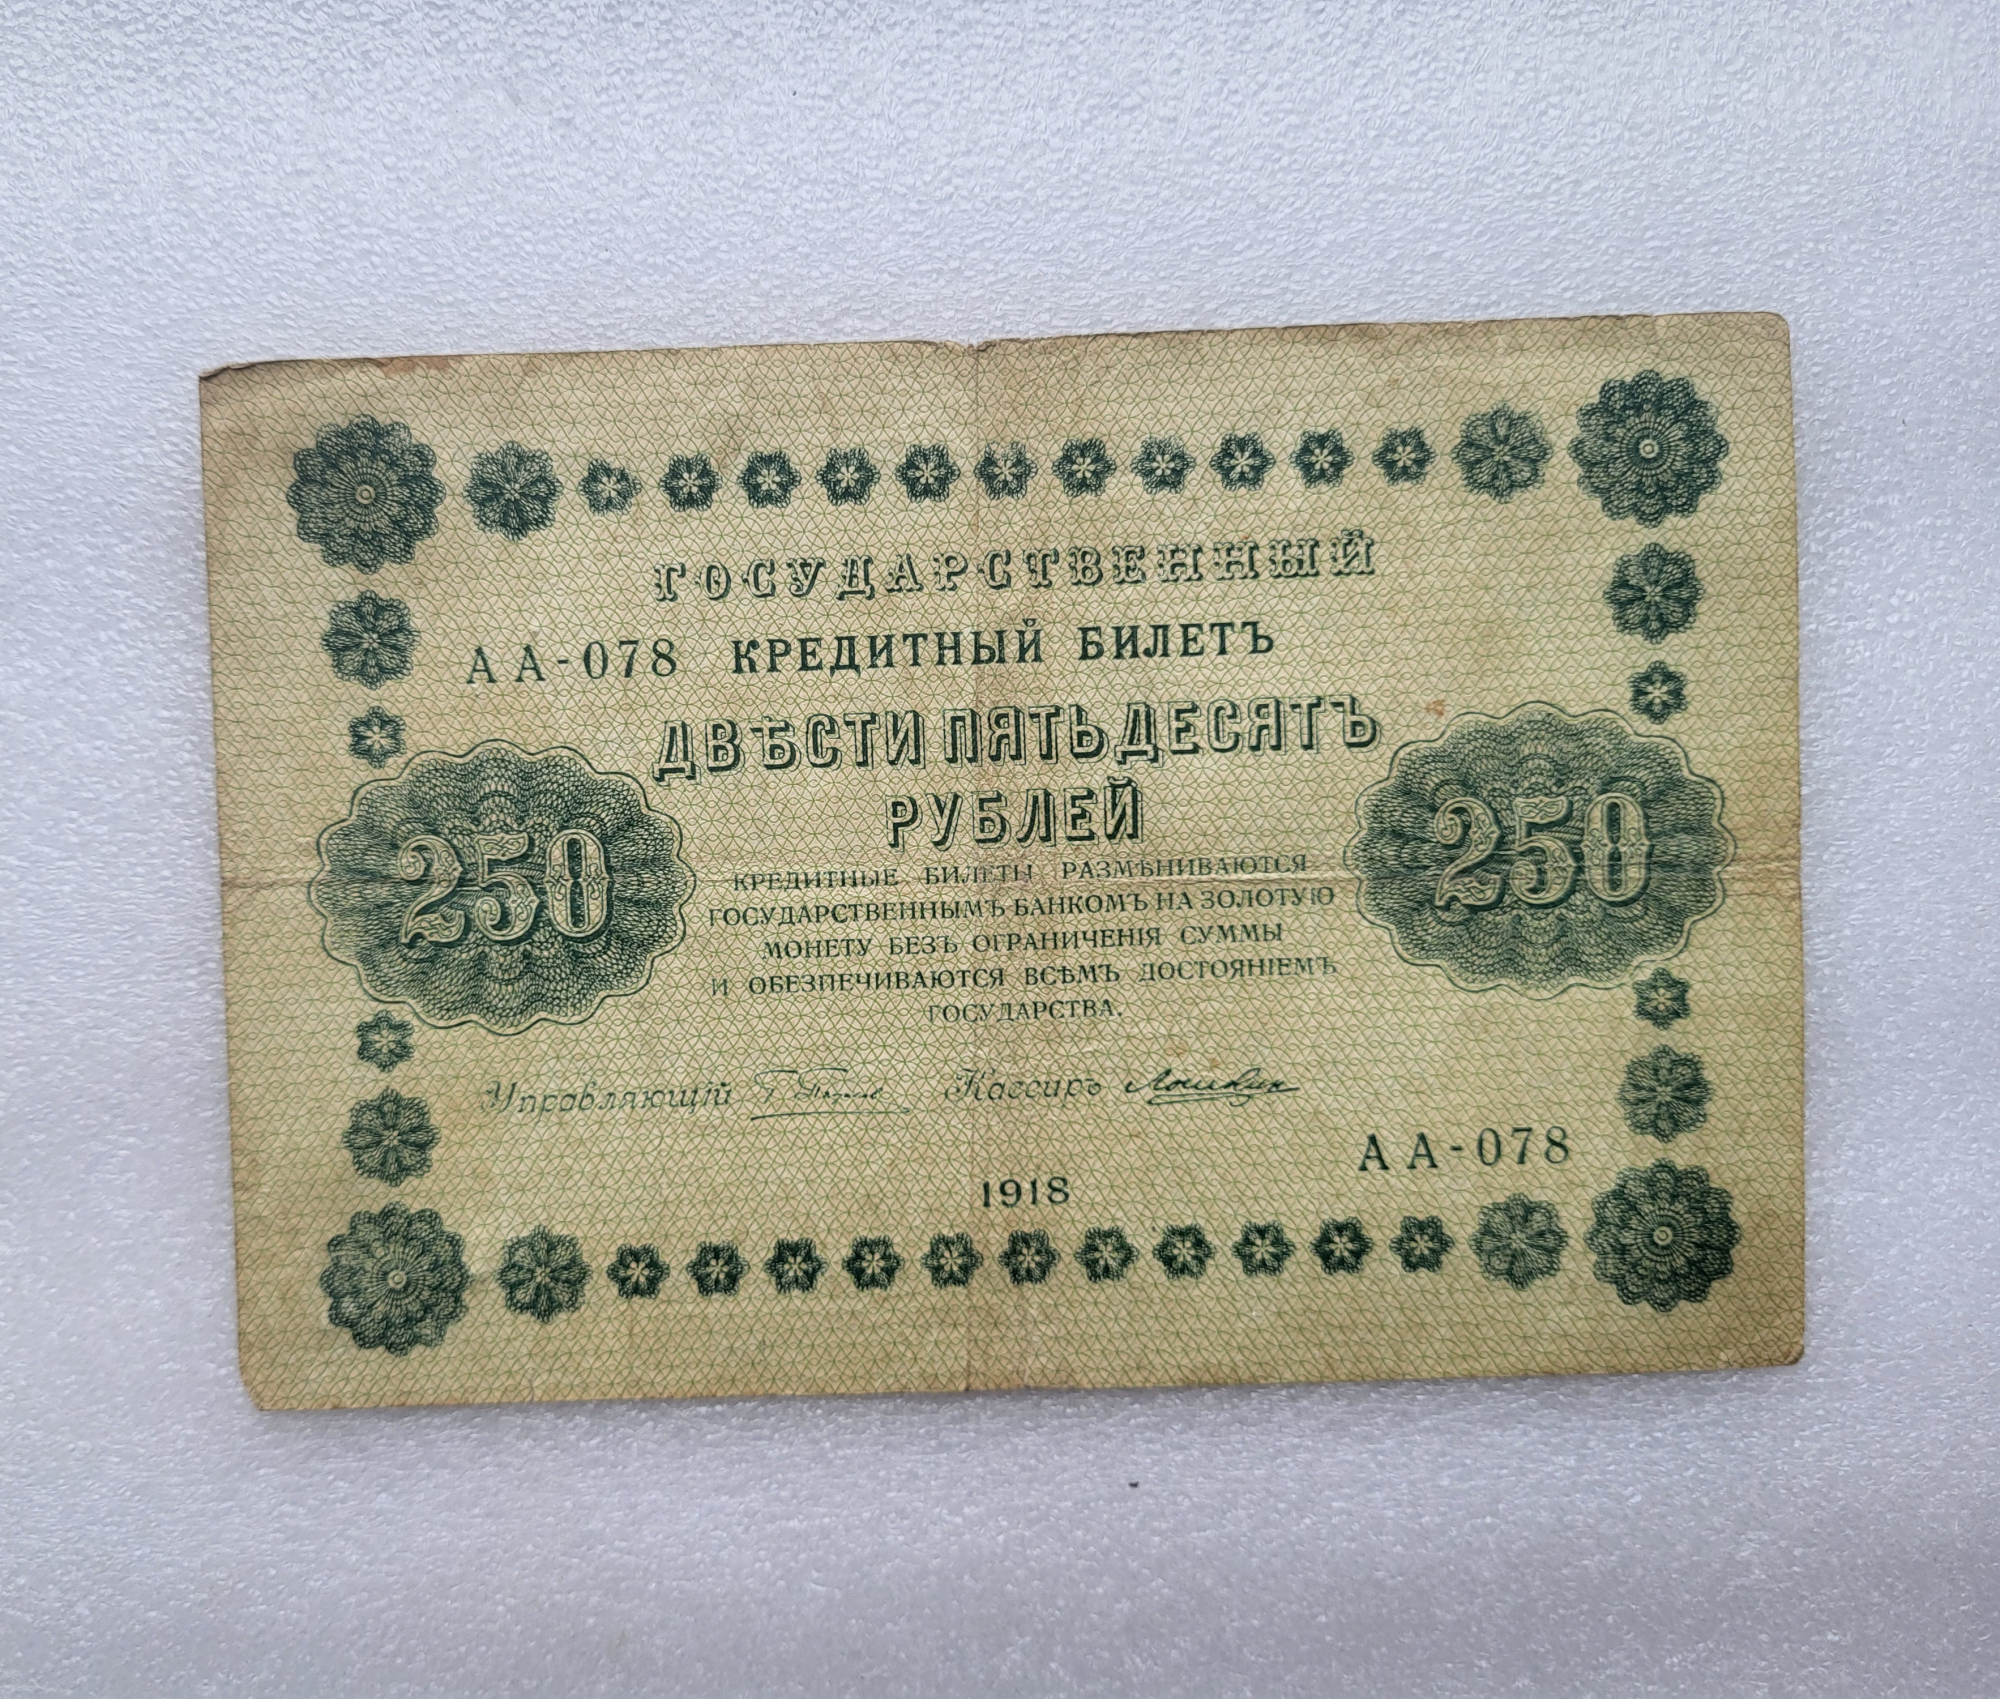 ГОСУДАРСТВЕННЫЙ
АА-078 КРЕДИТНЫЙ БИЛЕТЪ
ДВѢСТИ ПЯТЬДЕСЯТЪ
РУБЛЕЙ
250 250
КРЕДИТНЫЕ БИЛЕТЫ РАЗМѢНИВАЮТСЯ
ГОСУДАРСТВЕННЫМЪ БАНКОМЪ НА ЗОЛОТУЮ
МОНЕТУ БЕЗЪ ОГРАНИЧЕНІЯ СУММЫ
И ОБЕЗПЕЧИВАЮТСЯ ВСѢМЪ ДОСТОЯНІЕМЪ
ГОСУДАРСТВА.
Управляющій Кассиръ
АА-078
1918